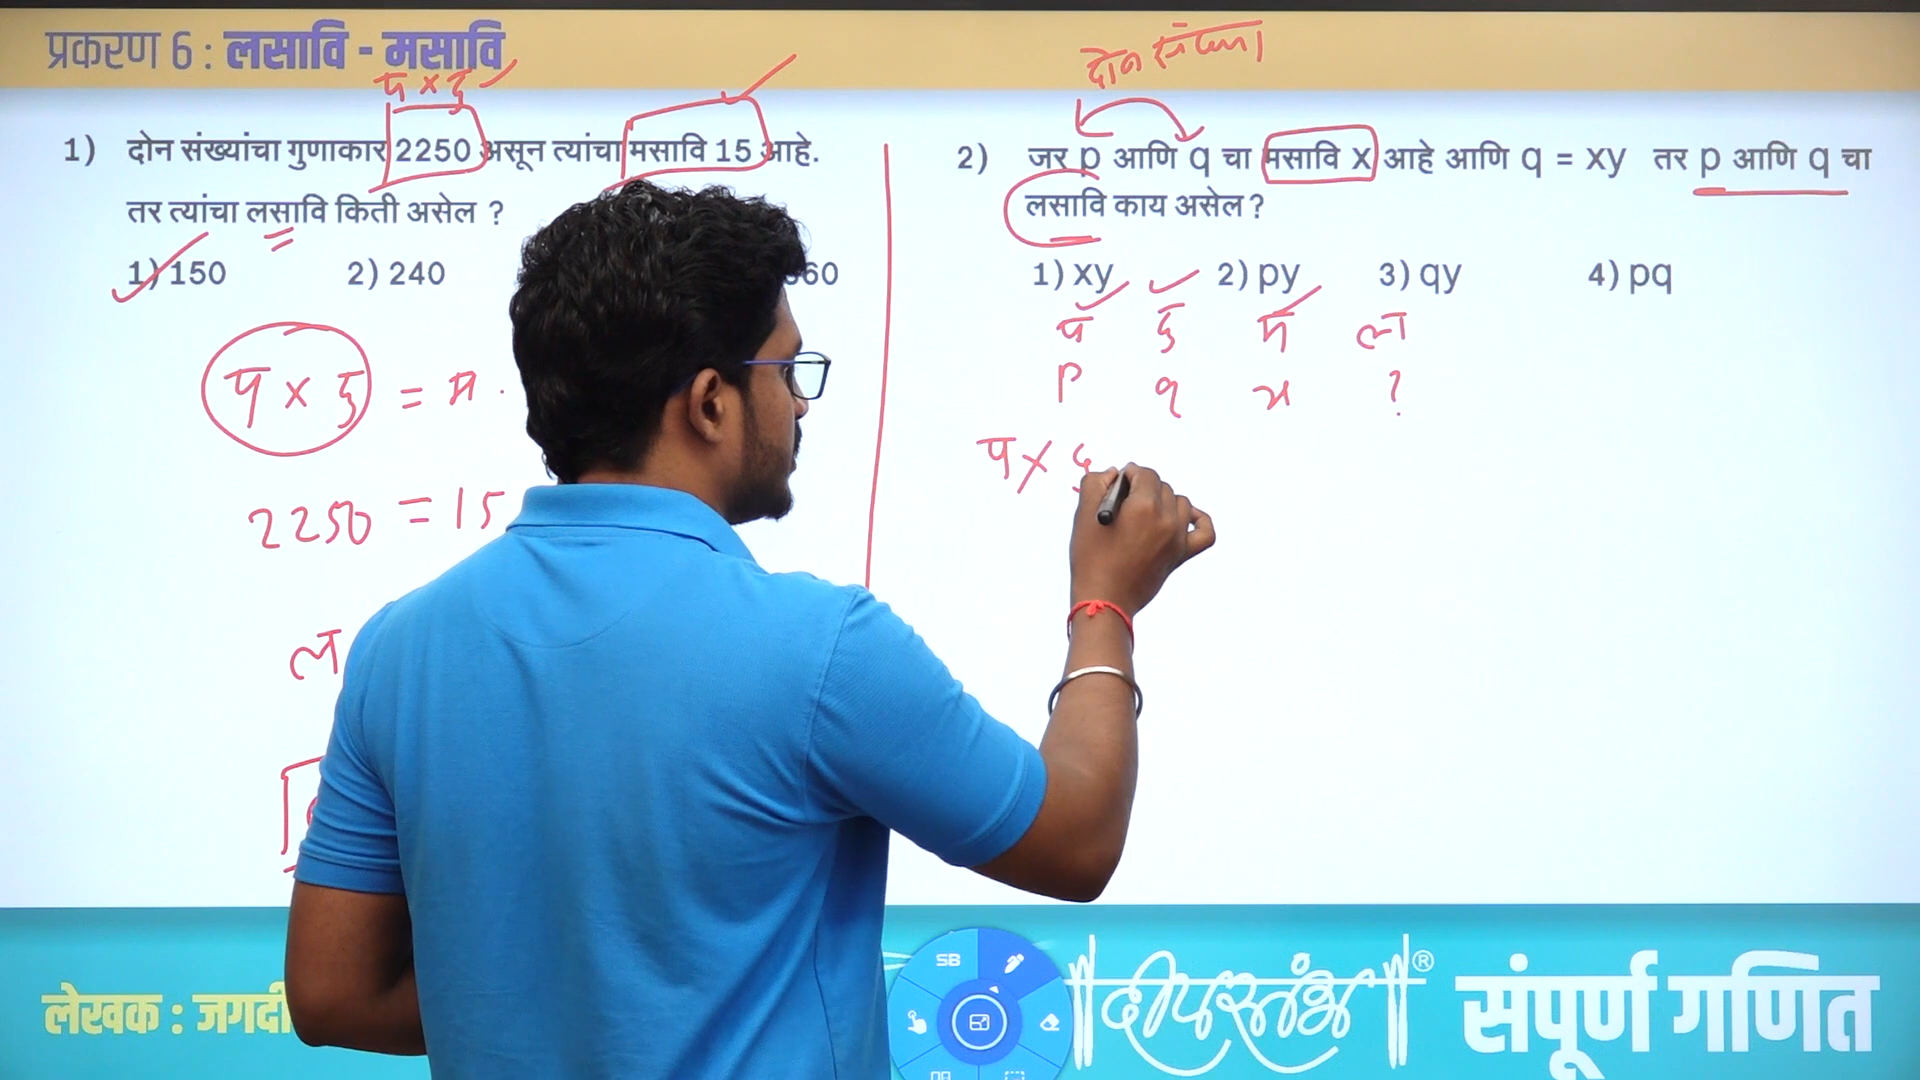 प्रकरण 6 : लसावि - मसावि
प × दु
दोन संख्या
1) दोन संख्यांचा गुणाकार 2250 असून त्यांचा मसावि 15 आहे.
तर त्यांचा लसावि किती असेल ?
1) 150 2) 240 360
प × दु = म .
2250 = 15
ल
2) जर p आणि q चा मसावि x आहे आणि q = xy तर p आणि q चा
लसावि काय असेल ?
1) xy 2) py 3) qy 4) pq
प दु म ल
P q x ?
प × दु
लेखक : जगदी
SB
दीपस्तंभ ®
संपूर्ण गणित